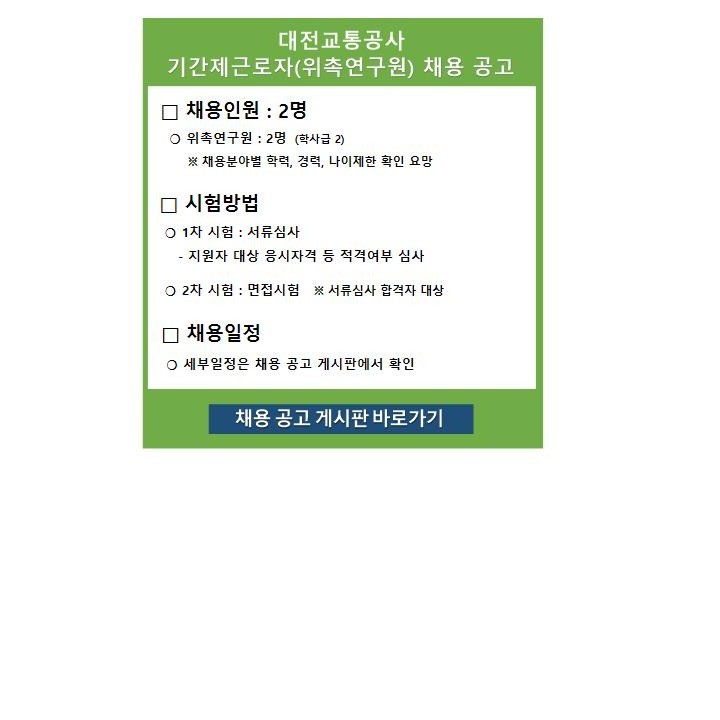 대전교통공사
기간제근로자(위촉연구원) 채용 공고
□ 채용인원 : 2명
❍ 위촉연구원 : 2명 (학사급 2)
※ 채용분야별 학력, 경력, 나이제한 확인 요망
□ 시험방법
❍ 1차 시험 : 서류심사
- 지원자 대상 응시자격 등 적격여부 심사
❍ 2차 시험 : 면접시험 ※ 서류심사 합격자 대상
□ 채용일정
❍ 세부일정은 채용 공고 게시판에서 확인
채용 공고 게시판 바로가기